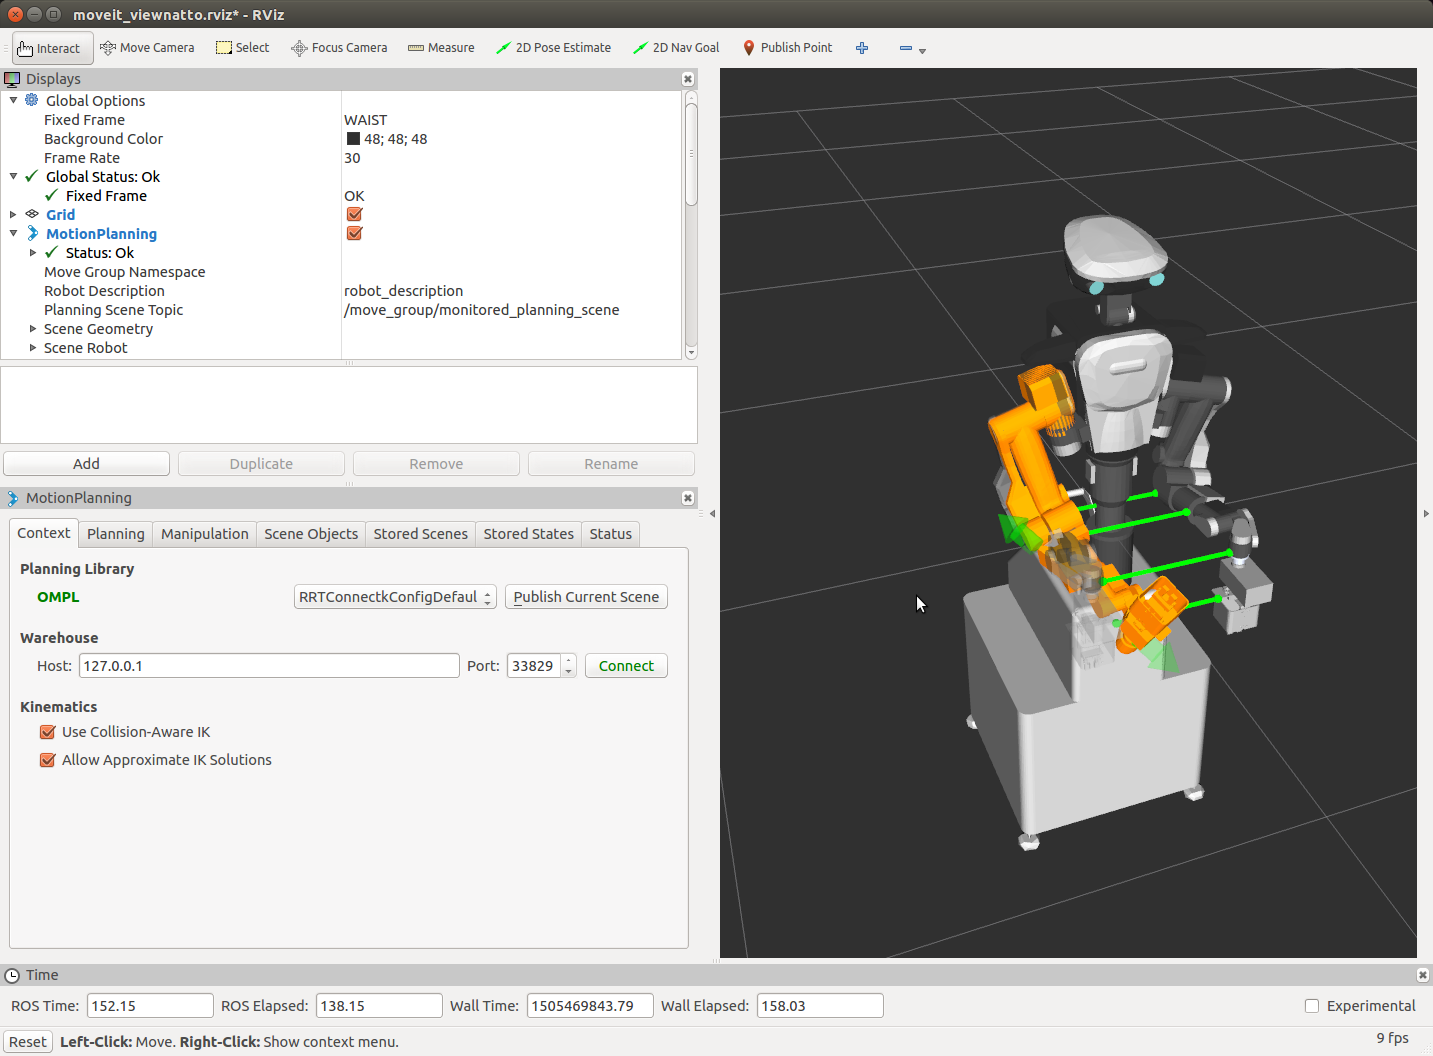 moveit_viewnatto.rviz* - RViz
Interact Move Camera Select Focus Camera Measure 2D Pose Estimate 2D Nav Goal Publish Point
Displays
Global Options
Fixed Frame WAIST
Background Color 48; 48; 48
Frame Rate 30
Global Status: Ok
Fixed Frame OK
Grid
MotionPlanning
Status: Ok
Move Group Namespace
Robot Description robot_description
Planning Scene Topic /move_group/monitored_planning_scene
Scene Geometry
Scene Robot
Add Duplicate Remove Rename
MotionPlanning
Context Planning Manipulation Scene Objects Stored Scenes Stored States Status
Planning Library
OMPL RRTConnectkConfigDefaul Publish Current Scene
Warehouse
Host: 127.0.0.1 Port: 33829 Connect
Kinematics
Use Collision-Aware IK
Allow Approximate IK Solutions
Time
ROS Time: 152.15 ROS Elapsed: 138.15 Wall Time: 1505469843.79 Wall Elapsed: 158.03 Experimental
Reset Left-Click: Move. Right-Click: Show context menu. 9 fps